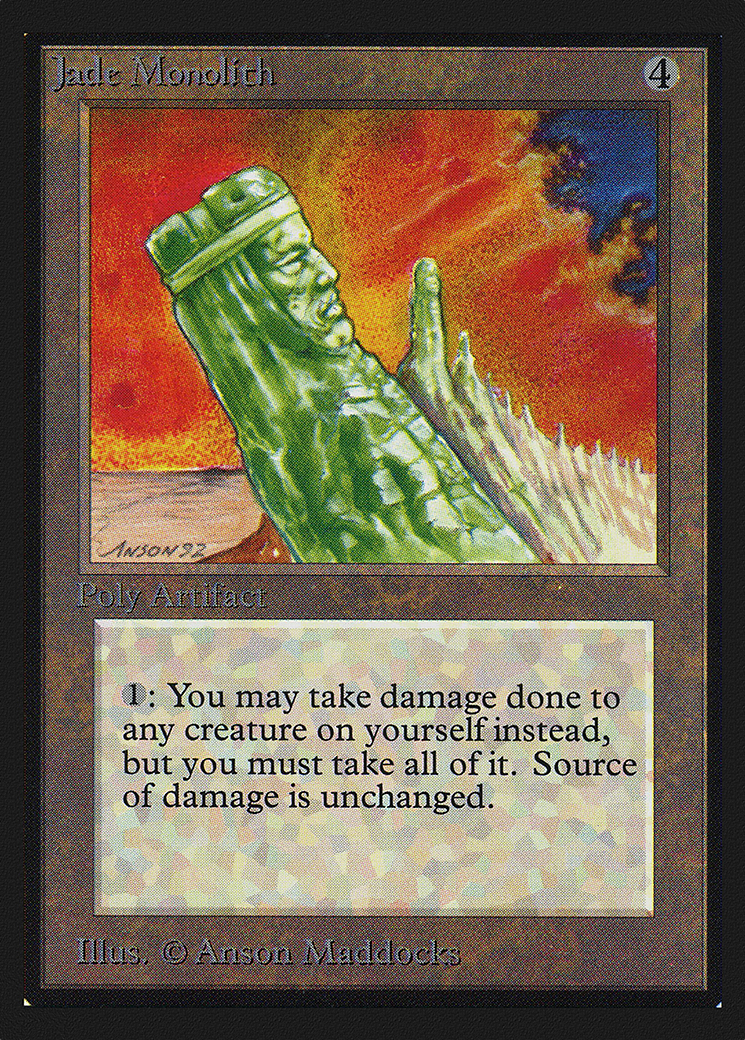 Jade Monolith 4
ANSON 92
Poly Artifact
1: You may take damage done to
any creature on yourself instead,
but you must take all of it. Source
of damage is unchanged.
Illus. © Anson Maddocks